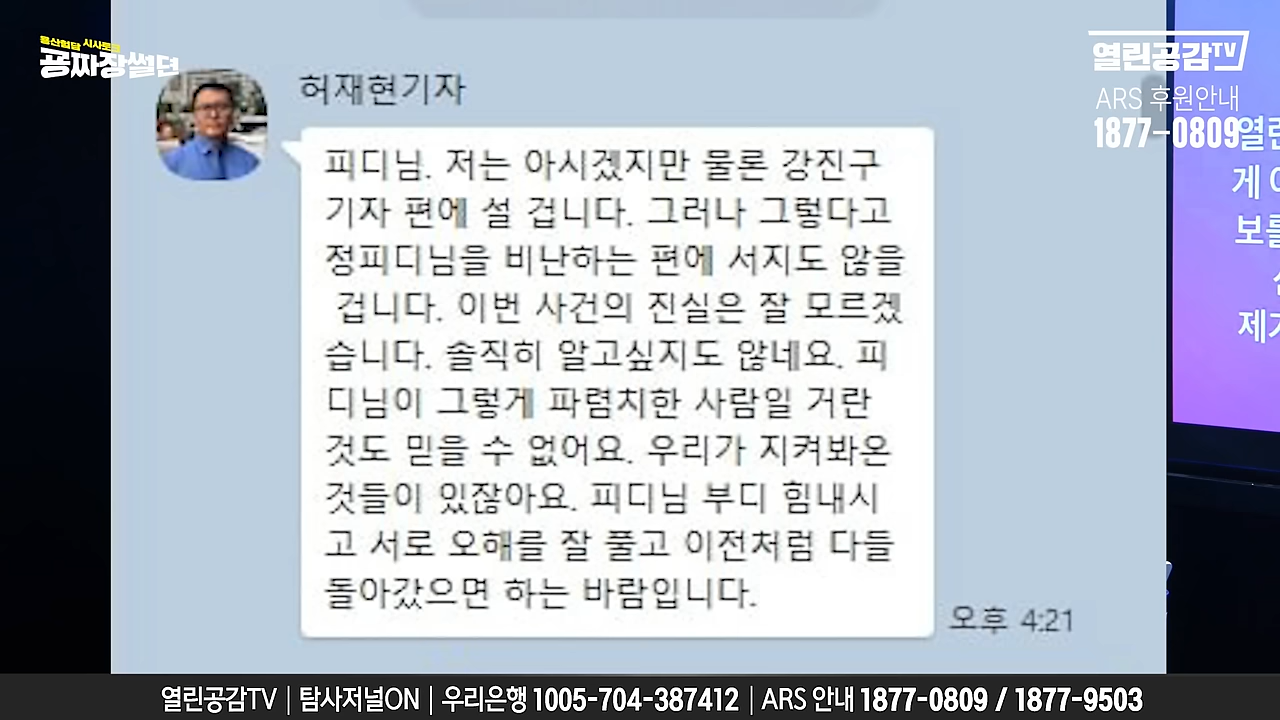 시사토크
공짜장썰던
열린공감TV
ARS 후원안내
1877-0809
허재현기자
피디님. 저는 아시겠지만 물론 강진구
기자 편에 설 겁니다. 그러나 그렇다고
정피디님을 비난하는 편에 서지도 않을
겁니다. 이번 사건의 진실은 잘 모르겠
습니다. 솔직히 알고싶지도 않네요. 피
디님이 그렇게 파렴치한 사람일 거란
것도 믿을 수 없어요. 우리가 지켜봐온
것들이 있잖아요. 피디님 부디 힘내시
고 서로 오해를 잘 풀고 이전처럼 다들
돌아갔으면 하는 바람입니다.
오후 4:21
게
보를
열린공감TV | 탐사저널ON | 우리은행 1005-704-387412 | ARS 안내 1877-0809 / 1877-9503